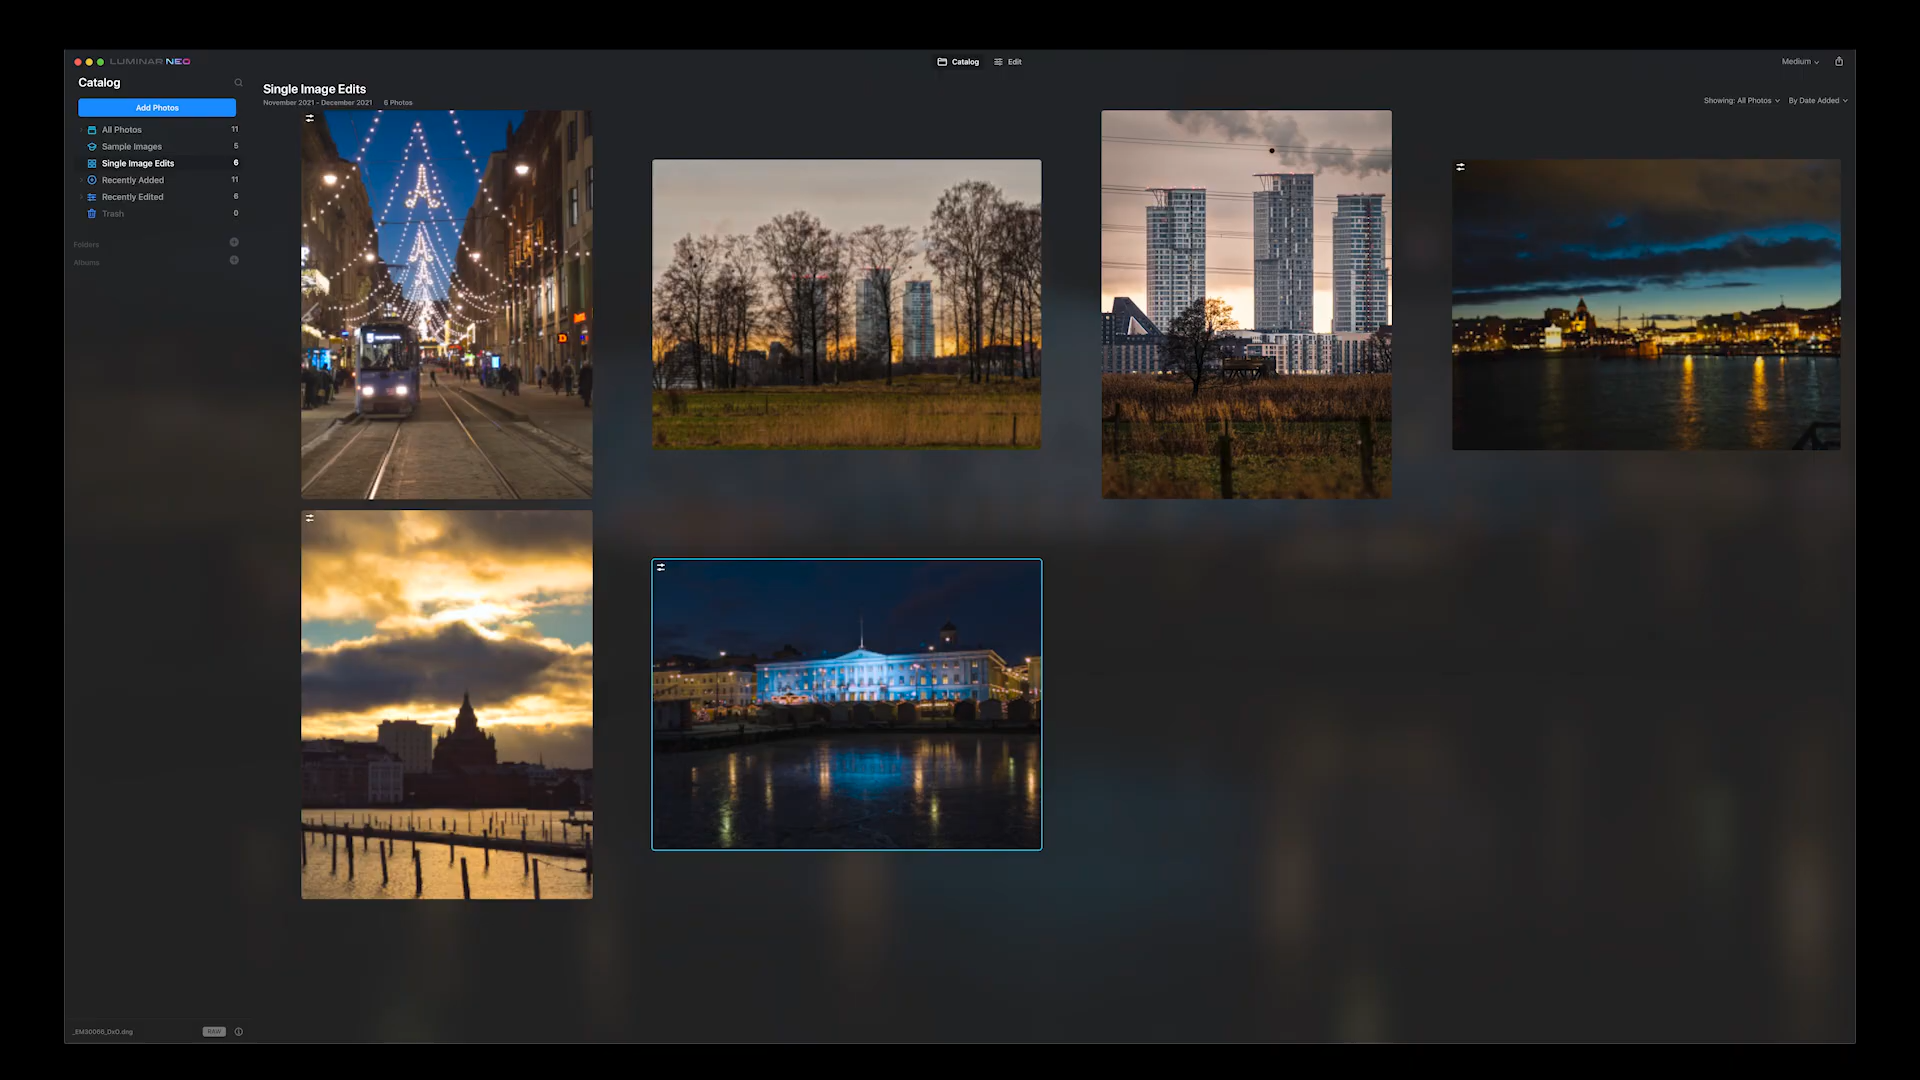 LUMINAR NEO
Catalog
Edit
Medium
Catalog
Add Photos
All Photos 11
Sample Images 5
Single Image Edits 6
Recently Added 11
Recently Edited 6
Trash 0
Folders
Albums
Single Image Edits
November 2021 - December 2021 6 Photos
Showing: All Photos
By Date Added
_EM30066_DxO.dng
RAW